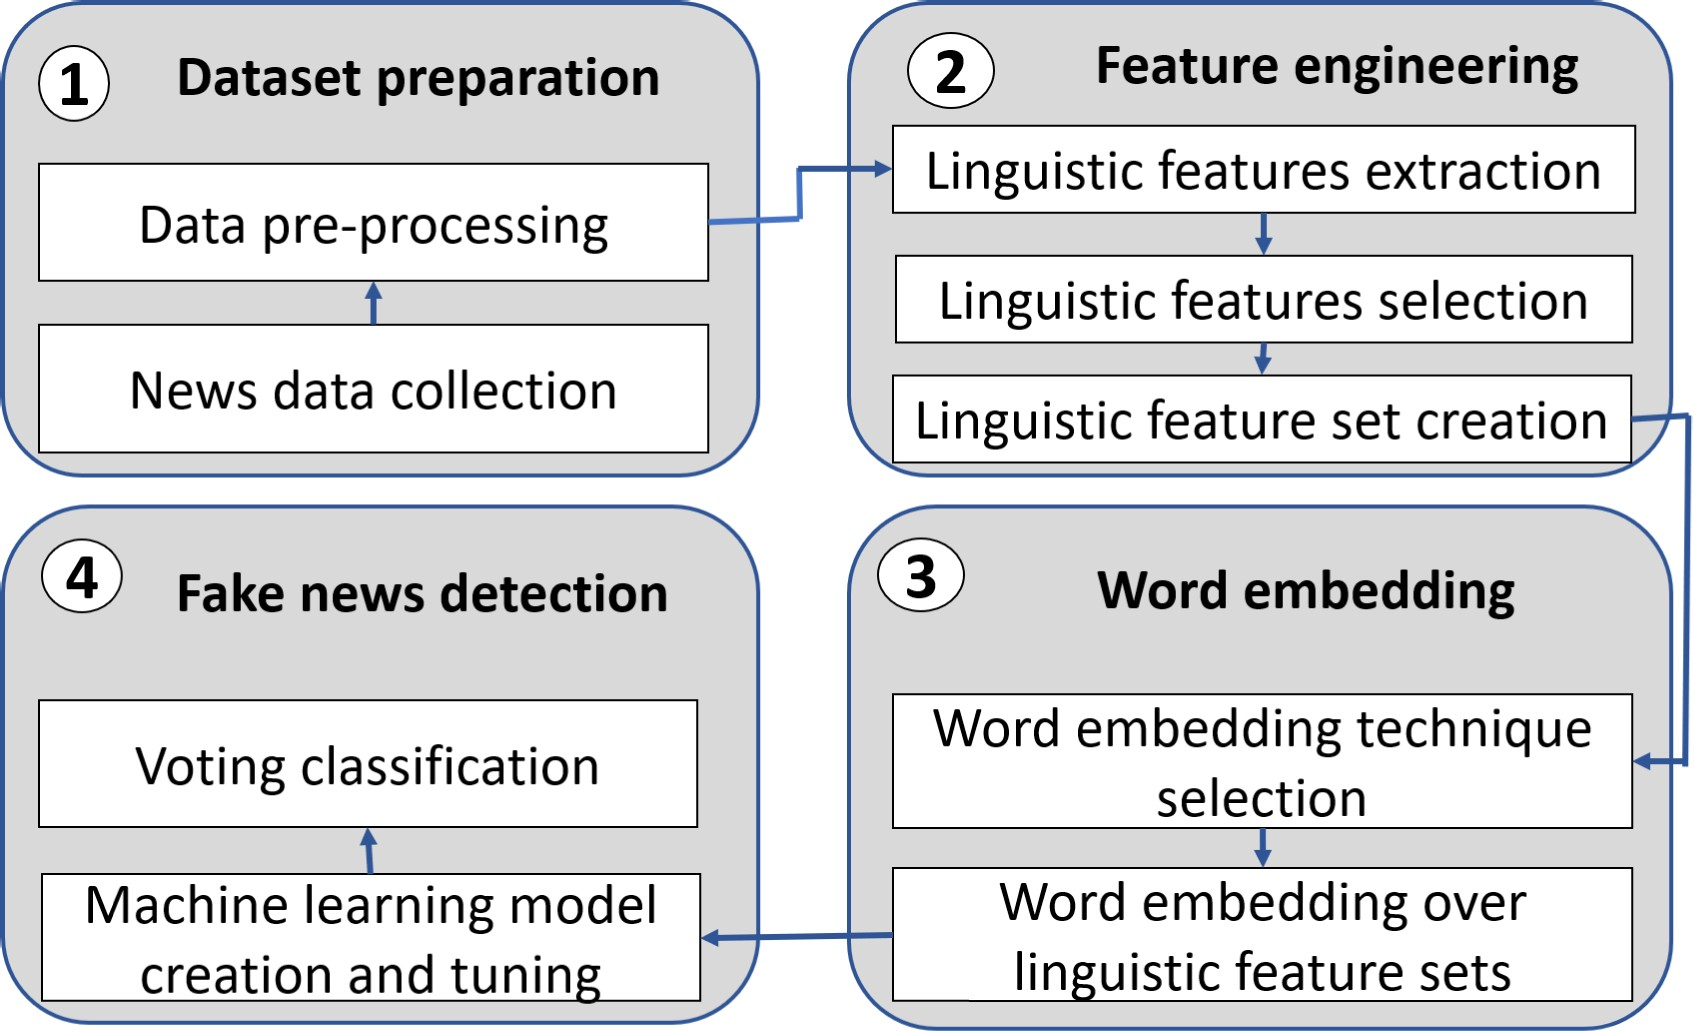 1
Dataset preparation
Data pre-processing
News data collection
2
Feature engineering
Linguistic features extraction
Linguistic features selection
Linguistic feature set creation
3
Word embedding
Word embedding technique
selection
Word embedding over
linguistic feature sets
4
Fake news detection
Voting classification
Machine learning model
creation and tuning